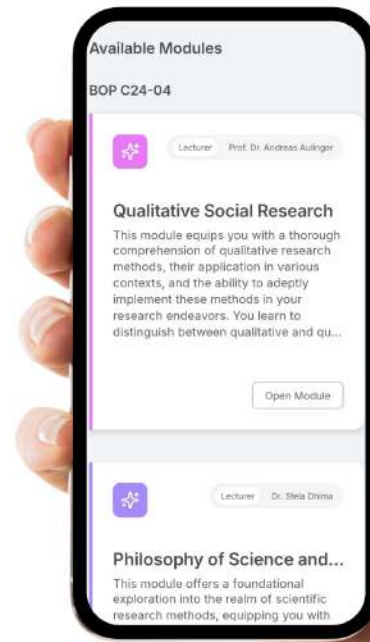 Available Modules
BOP C24-04
Lecturer Prof. Dr. Andreas Aulinger
Qualitative Social Research
This module equips you with a thorough
comprehension of qualitative research
methods, their application in various
contexts, and the ability to adeptly
implement these methods in your
research endeavors. You learn to
distinguish between qualitative and qu...
Open Module
Lecturer Dr. Stela Dhima
Philosophy of Science and...
This module offers a foundational
exploration into the realm of scientific
research methods, equipping you with